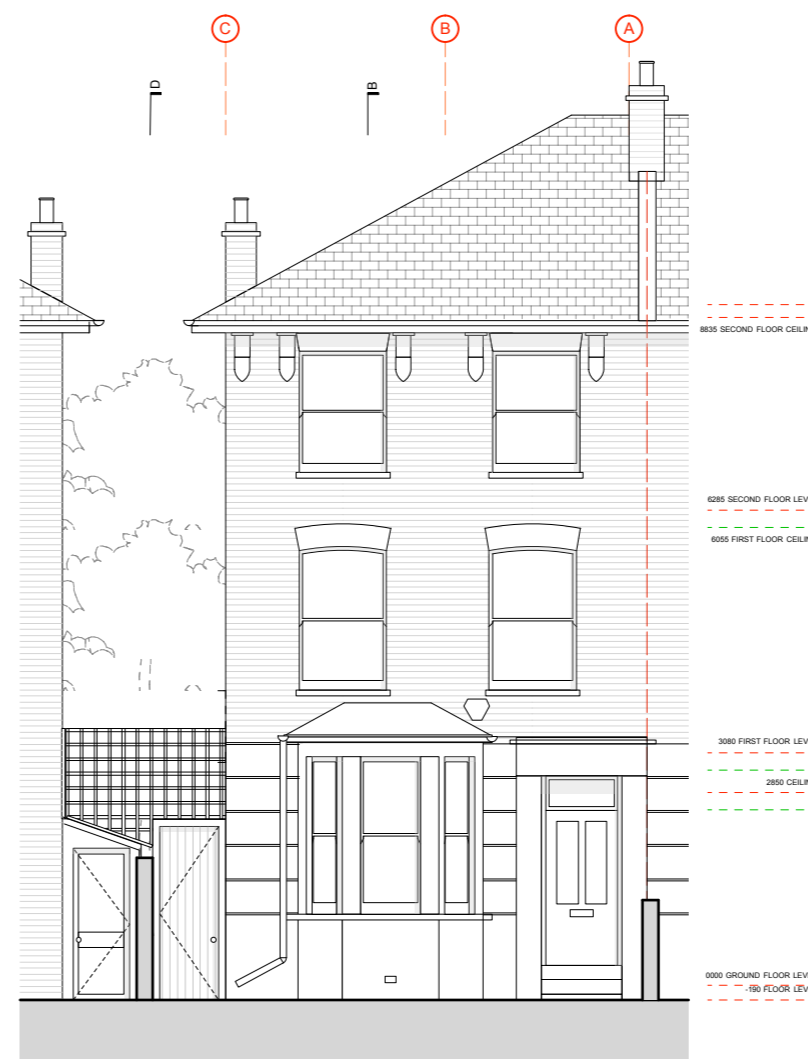 C
B
A
D
B
8835 SECOND FLOOR CEILIN
6285 SECOND FLOOR LEV
6055 FIRST FLOOR CEILIN
3080 FIRST FLOOR LEV
2850 CEILIN
0000 GROUND FLOOR LEV
-190 FLOOR LEV